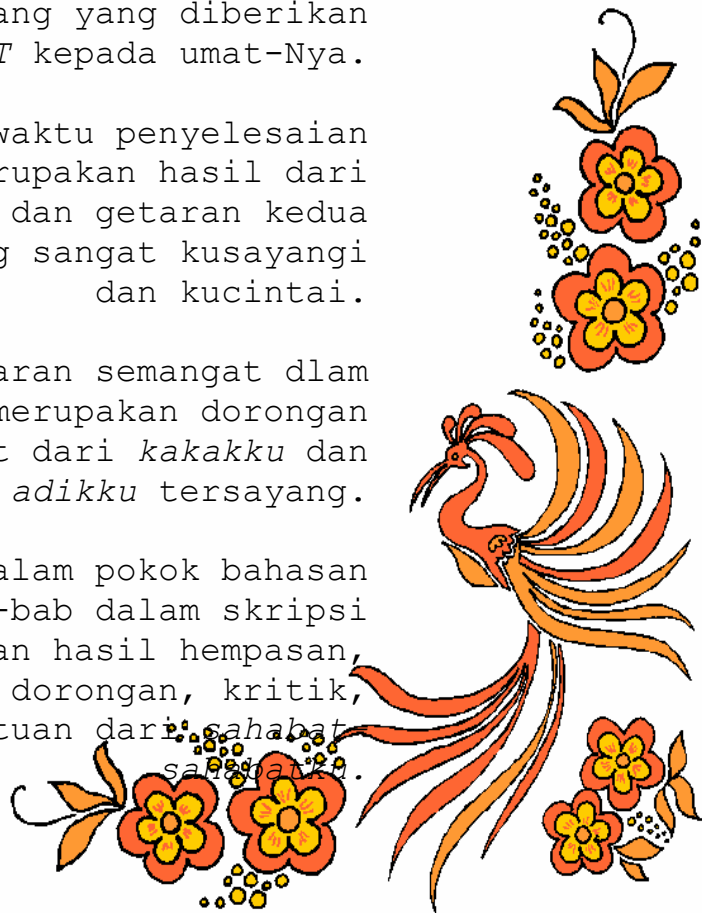 ang yang diberikan
T kepada umat-Nya.
waktu penyelesaian
rupakan hasil dari
dan getaran kedua
g sangat kusayangi
dan kucintai.
aran semangat dlam
merupakan dorongan
t dari kakakku dan
adikku tersayang.
alam pokok bahasan
-bab dalam skripsi
an hasil hempasan,
dorongan, kritik,
tuan dari sahabat-
sahabatku.